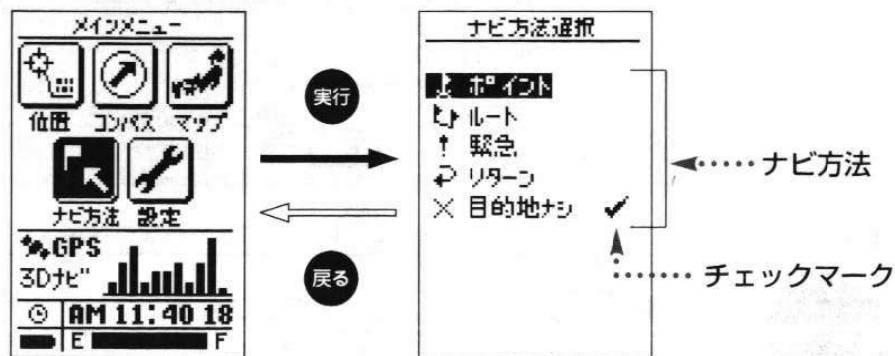 メインメニュー
位置 コンパス マップ
ナビ方法 設定
GPS
3Dナビ
AM 11:40 18
E F
実行
戻る
ナビ方法選択
ポイント
ルート
緊急
リターン
目的地ナシ
ナビ方法
チェックマーク